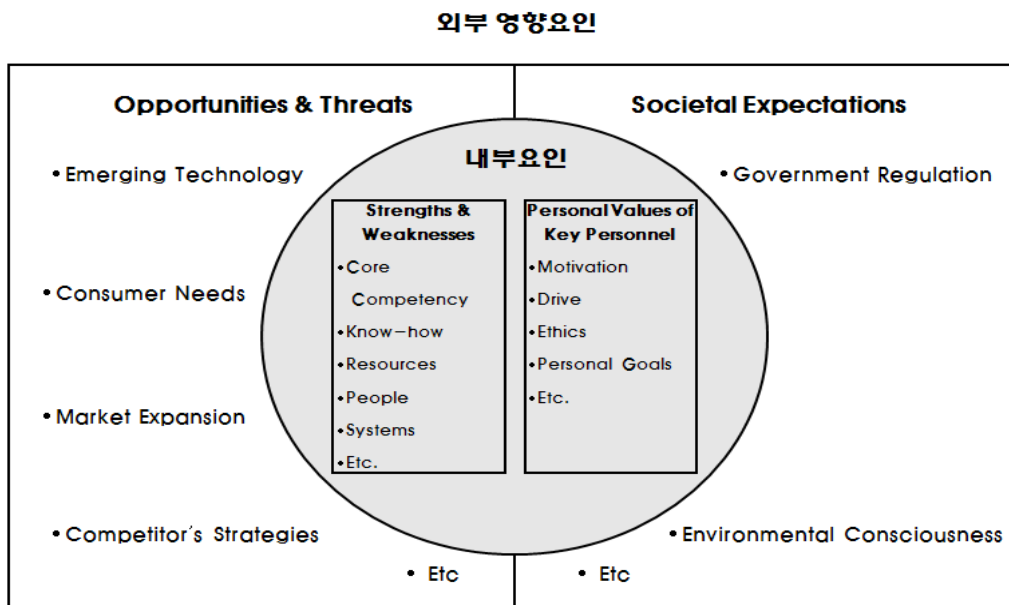 외부 영향요인
Opportunities & Threats
• Emerging Technology
• Consumer Needs
• Market Expansion
• Competitor's Strategies
• Etc
Societal Expectations
• Government Regulation
• Environmental Consciousness
• Etc
내부요인
Strengths &
Weaknesses
• Core
Competency
• Know-how
• Resources
• People
• Systems
• Etc.
Personal Values of
Key Personnel
• Motivation
• Drive
• Ethics
• Personal Goals
• Etc.